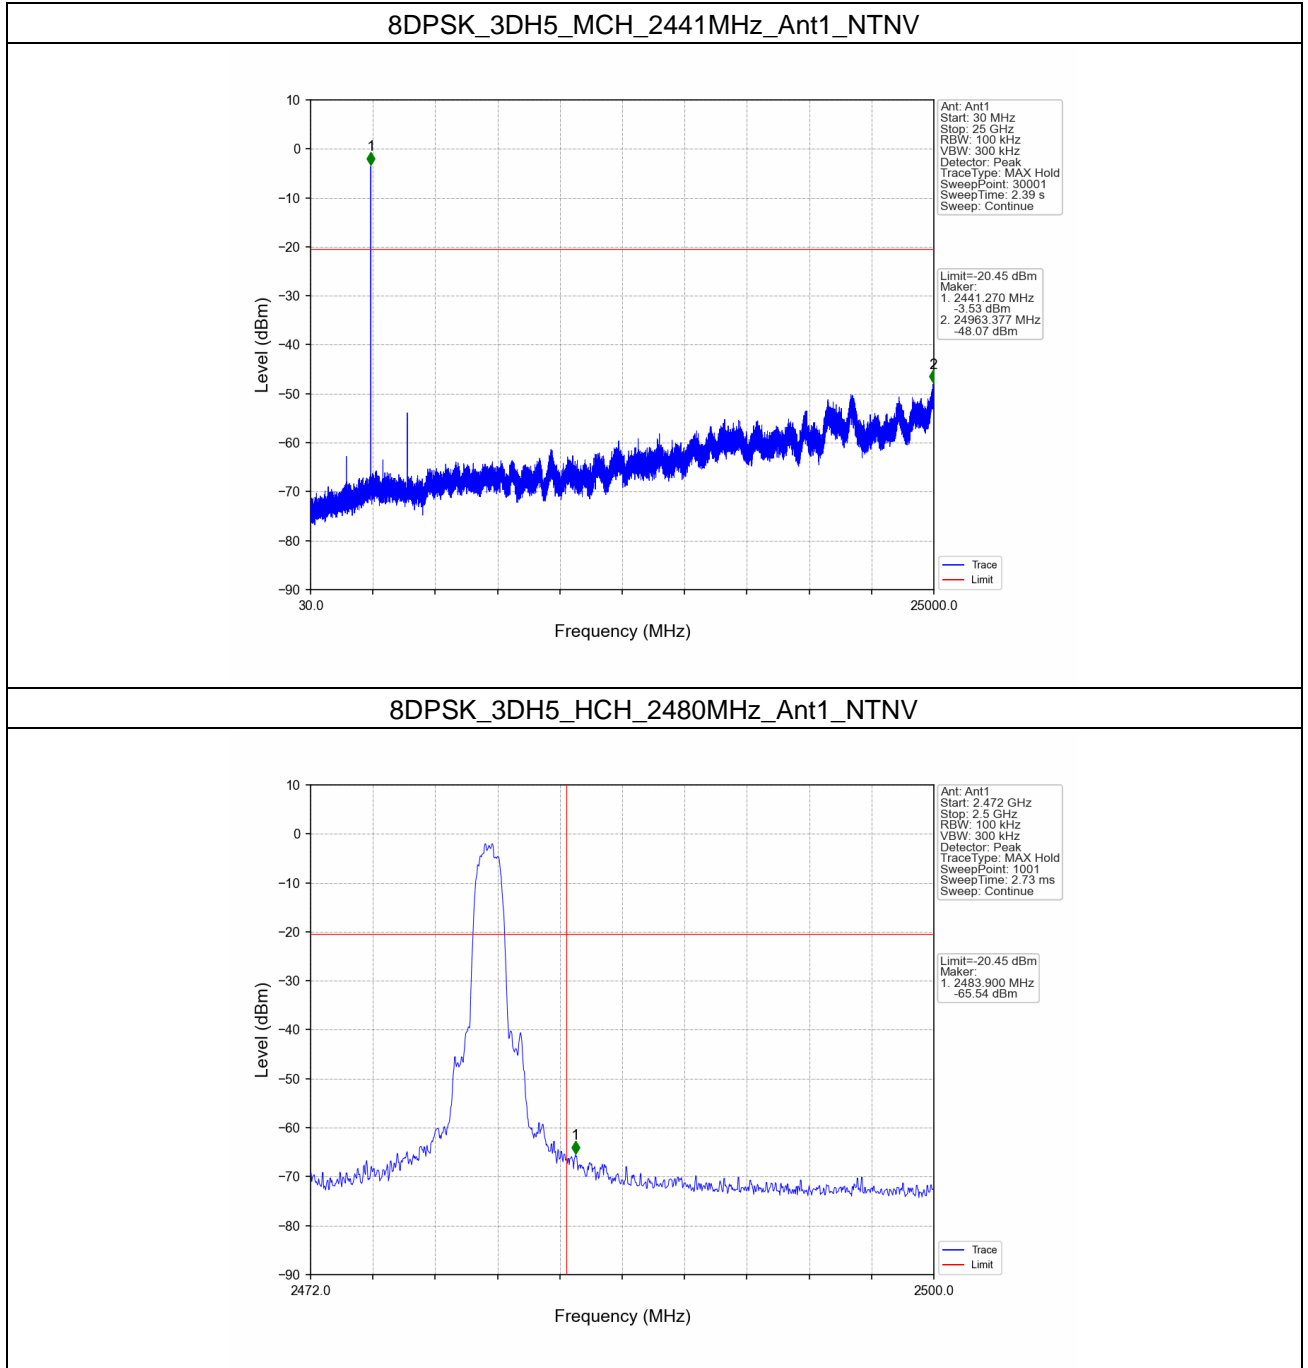 8DPSK_3DH5_MCH_2441MHz_Ant1_NTNV
10
0
−10
−20
−30
−40
−50
−60
−70
−80
−90
Level (dBm)
1
2
30.0
25000.0
Frequency (MHz)
Ant: Ant1
Start: 30 MHz
Stop: 25 GHz
RBW: 100 kHz
VBW: 300 kHz
Detector: Peak
TraceType: MAX Hold
SweepPoint: 30001
SweepTime: 2.39 s
Sweep: Continue
Limit=-20.45 dBm
Maker:
1. 2441.270 MHz
-3.53 dBm
2. 24963.377 MHz
-48.07 dBm
Trace
Limit
8DPSK_3DH5_HCH_2480MHz_Ant1_NTNV
10
0
−10
−20
−30
−40
−50
−60
−70
−80
−90
Level (dBm)
1
2472.0
2500.0
Frequency (MHz)
Ant: Ant1
Start: 2.472 GHz
Stop: 2.5 GHz
RBW: 100 kHz
VBW: 300 kHz
Detector: Peak
TraceType: MAX Hold
SweepPoint: 1001
SweepTime: 2.73 ms
Sweep: Continue
Limit=-20.45 dBm
Maker:
1. 2483.900 MHz
-65.54 dBm
Trace
Limit